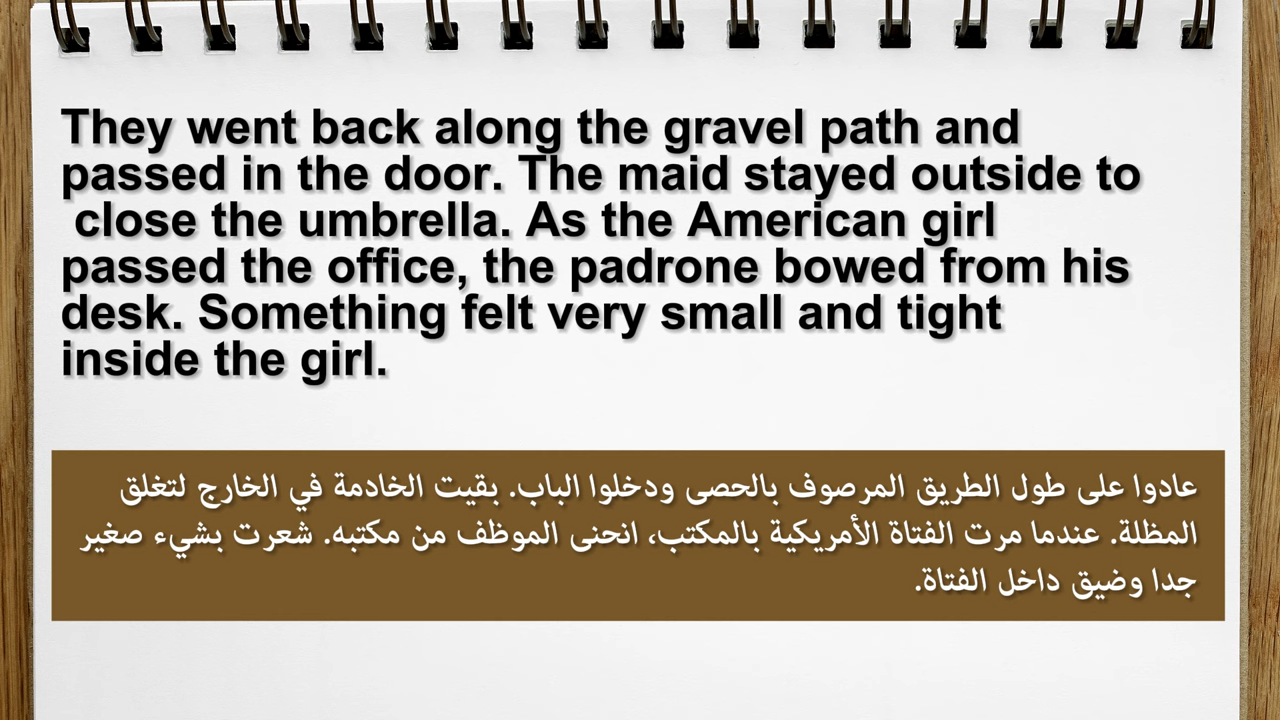 They went back along the gravel path and
passed in the door. The maid stayed outside to
close the umbrella. As the American girl
passed the office, the padrone bowed from his
desk. Something felt very small and tight
inside the girl.
عادوا على طول الطريق المرصوف بالحصى ودخلوا الباب. بقيت الخادمة في الخارج لتغلق
المظلة. عندما مرت الفتاة الأمريكية بالمكتب، انحنى الموظف من مكتبه. شعرت بشيء صغير
جدا وضيق داخل الفتاة.